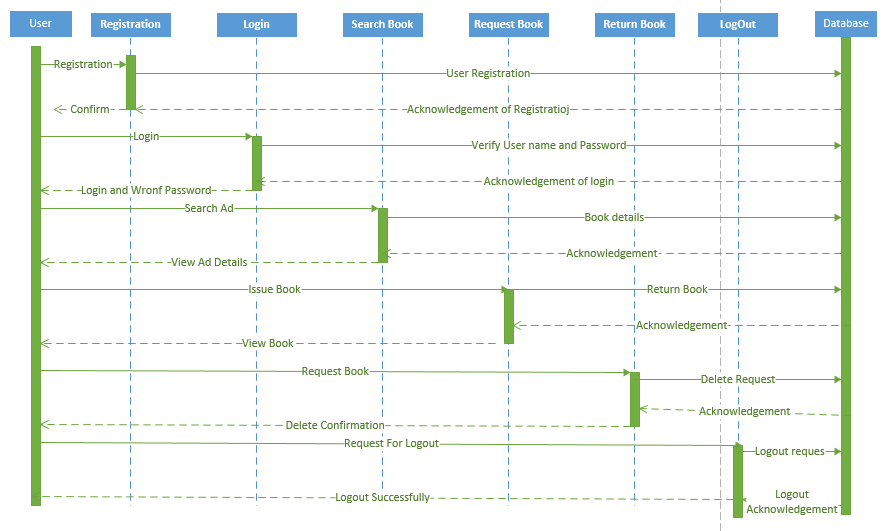 User
Registration
Login
Search Book
Request Book
Return Book
LogOut
Database
Registration
User Registration
Confirm
Acknowledgement of Registratioj
Login
Verify User name and Password
Acknowledgement of login
Login and Wronf Password
Search Ad
Book details
Acknowledgement
View Ad Details
Issue Book
Return Book
Acknowledgement
View Book
Request Book
Delete Request
Acknowledgement
Delete Confirmation
Request For Logout
Logout reques
Logout Successfully
Logout
Acknowledgement